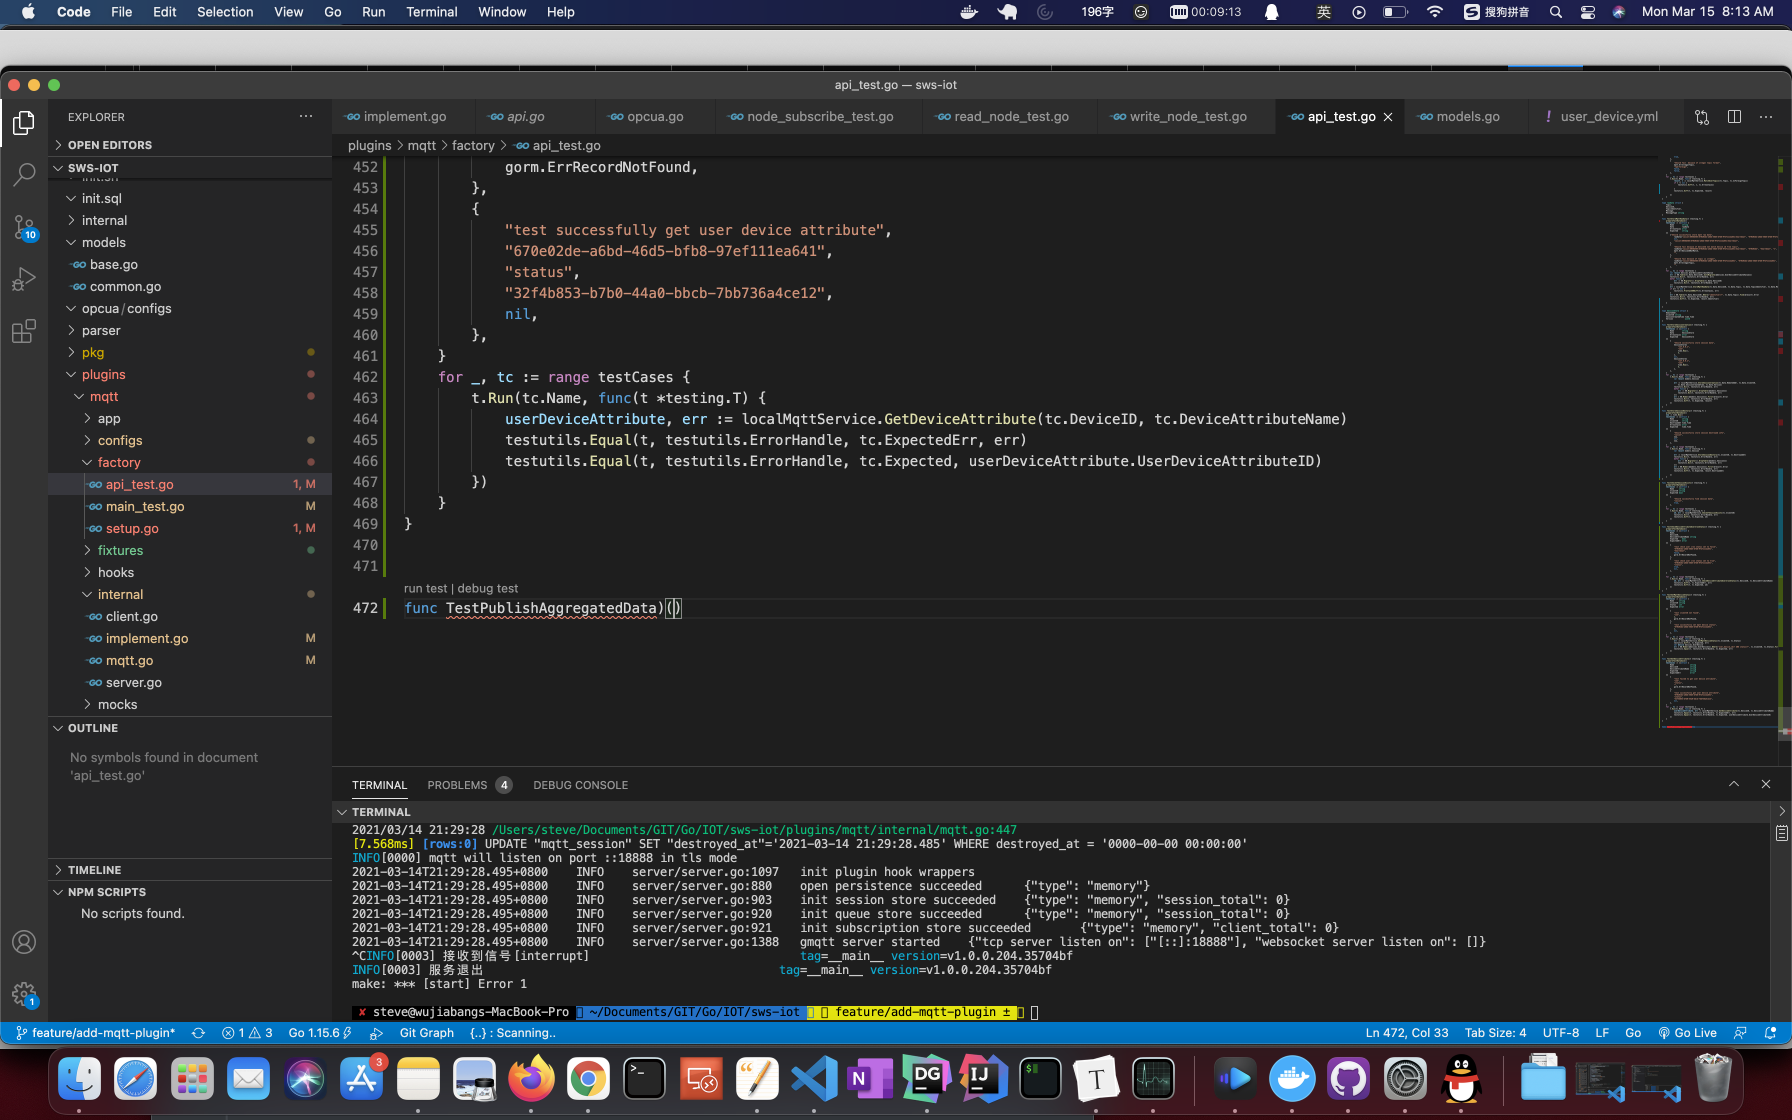 Code File Edit Selection View Go Run Terminal Window Help 196字 00:09:13 英 搜狗拼音 Mon Mar 15 8:13 AM
api_test.go — sws-iot
EXPLORER
implement.go api.go opcua.go node_subscribe_test.go read_node_test.go write_node_test.go api_test.go models.go ! user_device.yml
OPEN EDITORS
plugins > mqtt > factory > api_test.go
SWS-IOT
init.sh
init.sql
internal
models
base.go
common.go
opcua/configs
parser
pkg
plugins
mqtt
app
configs
factory
api_test.go 1, M
main_test.go M
setup.go 1, M
fixtures
hooks
internal
client.go
implement.go M
mqtt.go M
server.go
mocks
OUTLINE
No symbols found in document
'api_test.go'
TIMELINE
NPM SCRIPTS
No scripts found.
10
1
452 gorm.ErrRecordNotFound,
453 },
454 {
455 "test successfully get user device attribute",
456 "670e02de-a6bd-46d5-bfb8-97ef111ea641",
457 "status",
458 "32f4b853-b7b0-44a0-bbcb-7bb736a4ce12",
459 nil,
460 },
461 }
462 for _, tc := range testCases {
463 t.Run(tc.Name, func(t *testing.T) {
464 userDeviceAttribute, err := localMqttService.GetDeviceAttribute(tc.DeviceID, tc.DeviceAttributeName)
465 testutils.Equal(t, testutils.ErrorHandle, tc.ExpectedErr, err)
466 testutils.Equal(t, testutils.ErrorHandle, tc.Expected, userDeviceAttribute.UserDeviceAttributeID)
467 })
468 }
469 }
470
471
run test | debug test
472 func TestPublishAggregatedData)()
TERMINAL PROBLEMS 4 DEBUG CONSOLE
TERMINAL
2021/03/14 21:29:28 /Users/steve/Documents/GIT/Go/IOT/sws-iot/plugins/mqtt/internal/mqtt.go:447
[7.568ms] [rows:0] UPDATE "mqtt_session" SET "destroyed_at"='2021-03-14 21:29:28.485' WHERE destroyed_at = '0000-00-00 00:00:00'
INFO[0000] mqtt will listen on port ::18888 in tls mode
2021-03-14T21:29:28.495+0800 INFO server/server.go:1097 init plugin hook wrappers
2021-03-14T21:29:28.495+0800 INFO server/server.go:880 open persistence succeeded {"type": "memory"}
2021-03-14T21:29:28.495+0800 INFO server/server.go:903 init session store succeeded {"type": "memory", "session_total": 0}
2021-03-14T21:29:28.495+0800 INFO server/server.go:920 init queue store succeeded {"type": "memory", "session_total": 0}
2021-03-14T21:29:28.495+0800 INFO server/server.go:921 init subscription store succeeded {"type": "memory", "client_total": 0}
2021-03-14T21:29:28.495+0800 INFO server/server.go:1388 gmqtt server started {"tcp server listen on": ["[::]:18888"], "websocket server listen on": []}
^CINFO[0003] 接收到信号[interrupt] tag=__main__ version=v1.0.0.204.35704bf
INFO[0003] 服务退出 tag=__main__ version=v1.0.0.204.35704bf
make: *** [start] Error 1
✘ steve@wujiabangs-MacBook-Pro ~/Documents/GIT/Go/IOT/sws-iot feature/add-mqtt-plugin ±
feature/add-mqtt-plugin* 1 3 Go 1.15.6 Git Graph {..} : Scanning.. Ln 472, Col 33 Tab Size: 4 UTF-8 LF Go Go Live
3
N DG IJ $ T